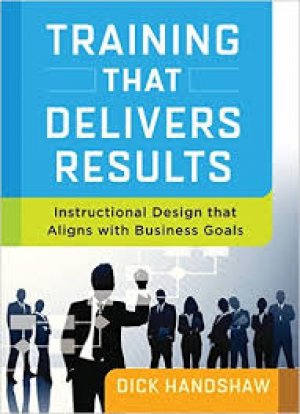 TRAINING
THAT
DELIVERS
RESULTS
Instructional Design that
Aligns with Business Goals
DICK HANDSHAW